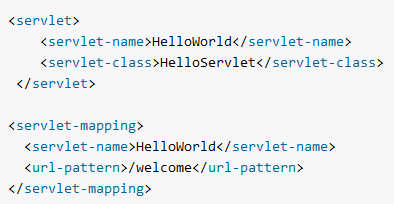 <servlet>
    <servlet-name>HelloWorld</servlet-name>
    <servlet-class>HelloServlet</servlet-class>
 </servlet>

<servlet-mapping>
  <servlet-name>HelloWorld</servlet-name>
  <url-pattern>/welcome</url-pattern>
</servlet-mapping>